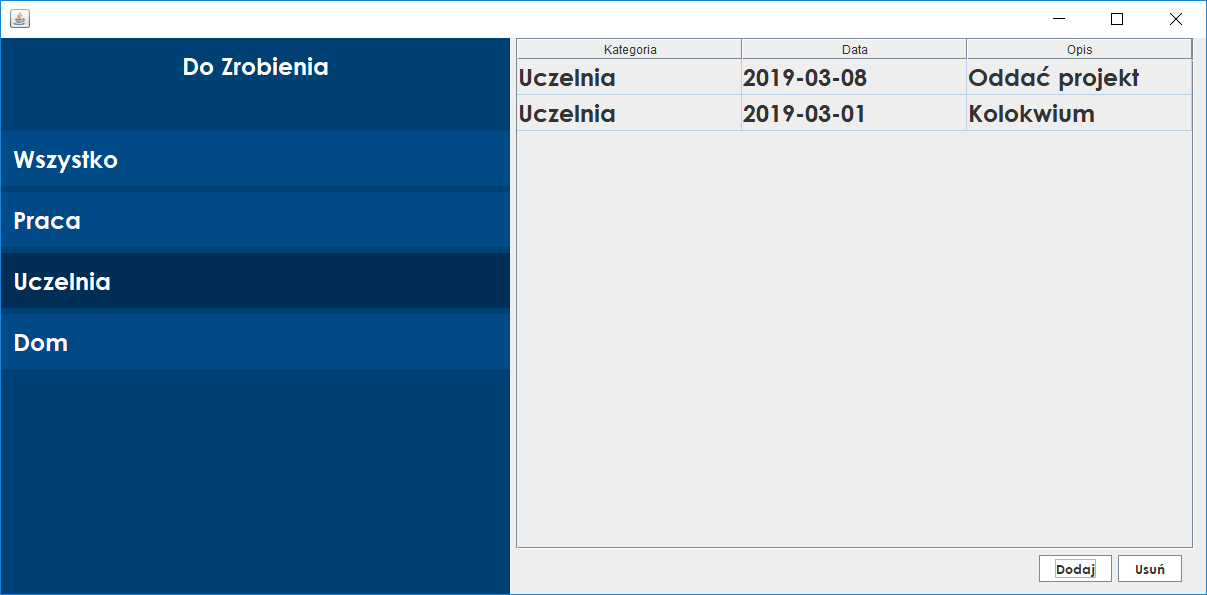 Do Zrobienia
Wszystko
Praca
Uczelnia
Dom
Kategoria Data Opis
Uczelnia 2019-03-08 Oddać projekt
Uczelnia 2019-03-01 Kolokwium
Dodaj Usuń